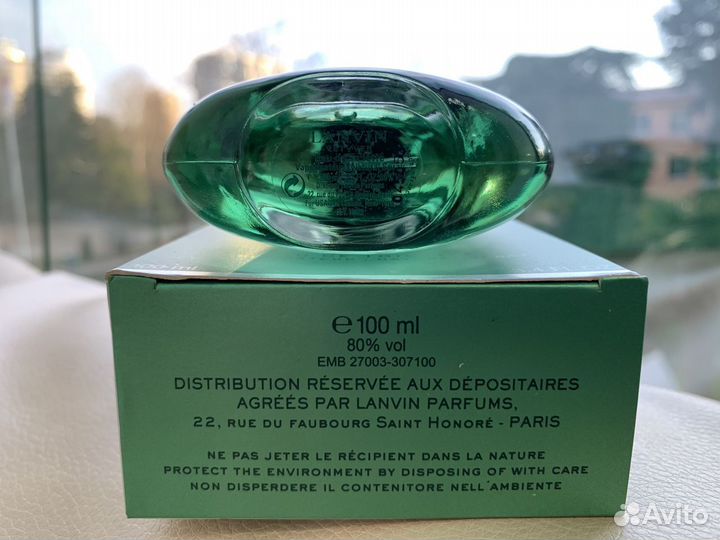 LANVIN
℮ 100 ml
80% vol
EMB 27003-307100
DISTRIBUTION RÉSERVÉE AUX DÉPOSITAIRES
AGRÉÉS PAR LANVIN PARFUMS,
22, RUE DU FAUBOURG SAINT HONORÉ - PARIS
NE PAS JETER LE RÉCIPIENT DANS LA NATURE
PROTECT THE ENVIRONMENT BY DISPOSING OF WITH CARE
NON DISPERDERE IL CONTENITORE NELL'AMBIENTE
Avito